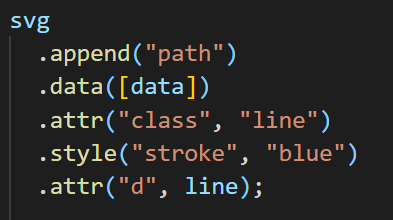 svg
.append("path")
.data([data])
.attr("class", "line")
.style("stroke", "blue")
.attr("d", line);